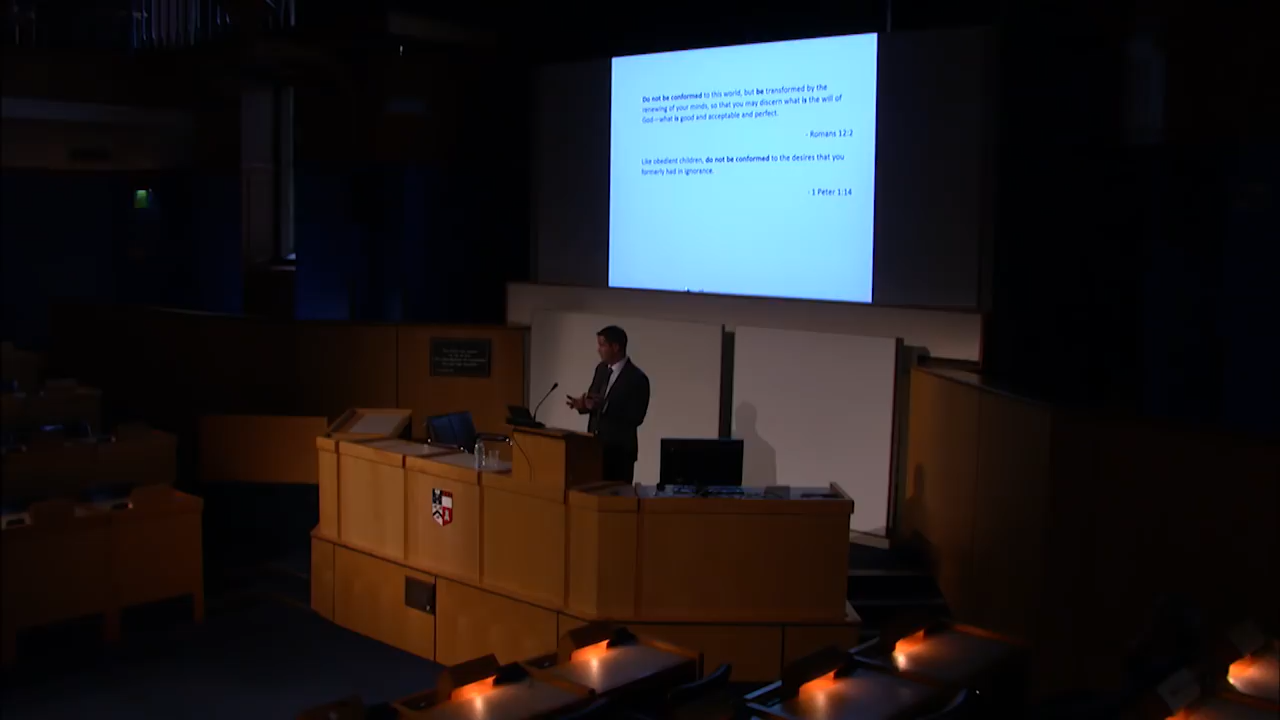 Do not be conformed to this world, but be transformed by the
renewing of your minds, so that you may discern what is the will of
God—what is good and acceptable and perfect.
- Romans 12:2
Like obedient children, do not be conformed to the desires that you
formerly had in ignorance.
- 1 Peter 1:14